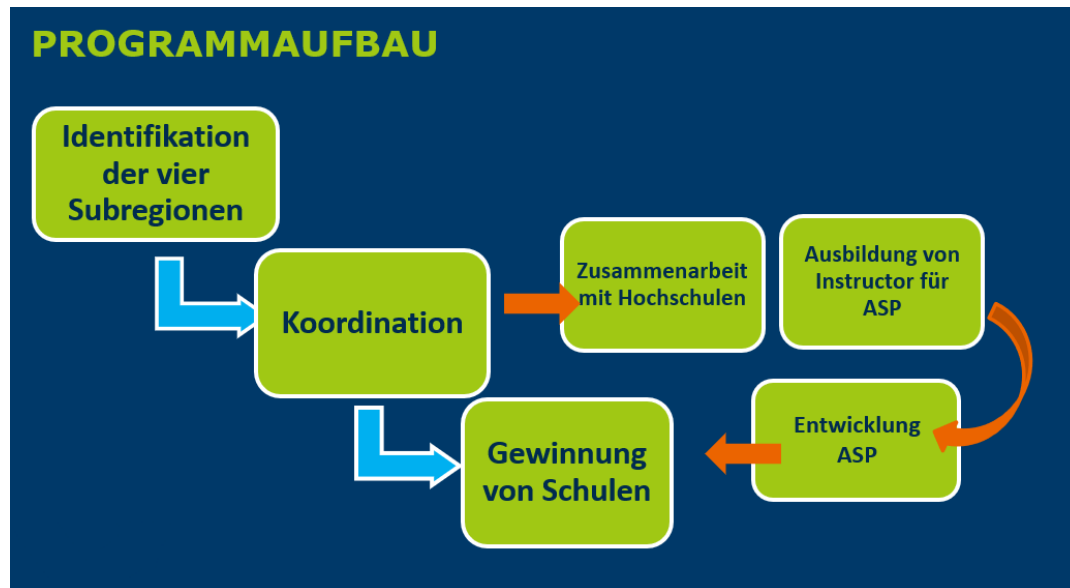 PROGRAMMAUFBAU
Identifikation
der vier
Subregionen
Koordination
Zusammenarbeit
mit Hochschulen
Ausbildung von
Instructor für
ASP
Entwicklung
ASP
Gewinnung
von Schulen